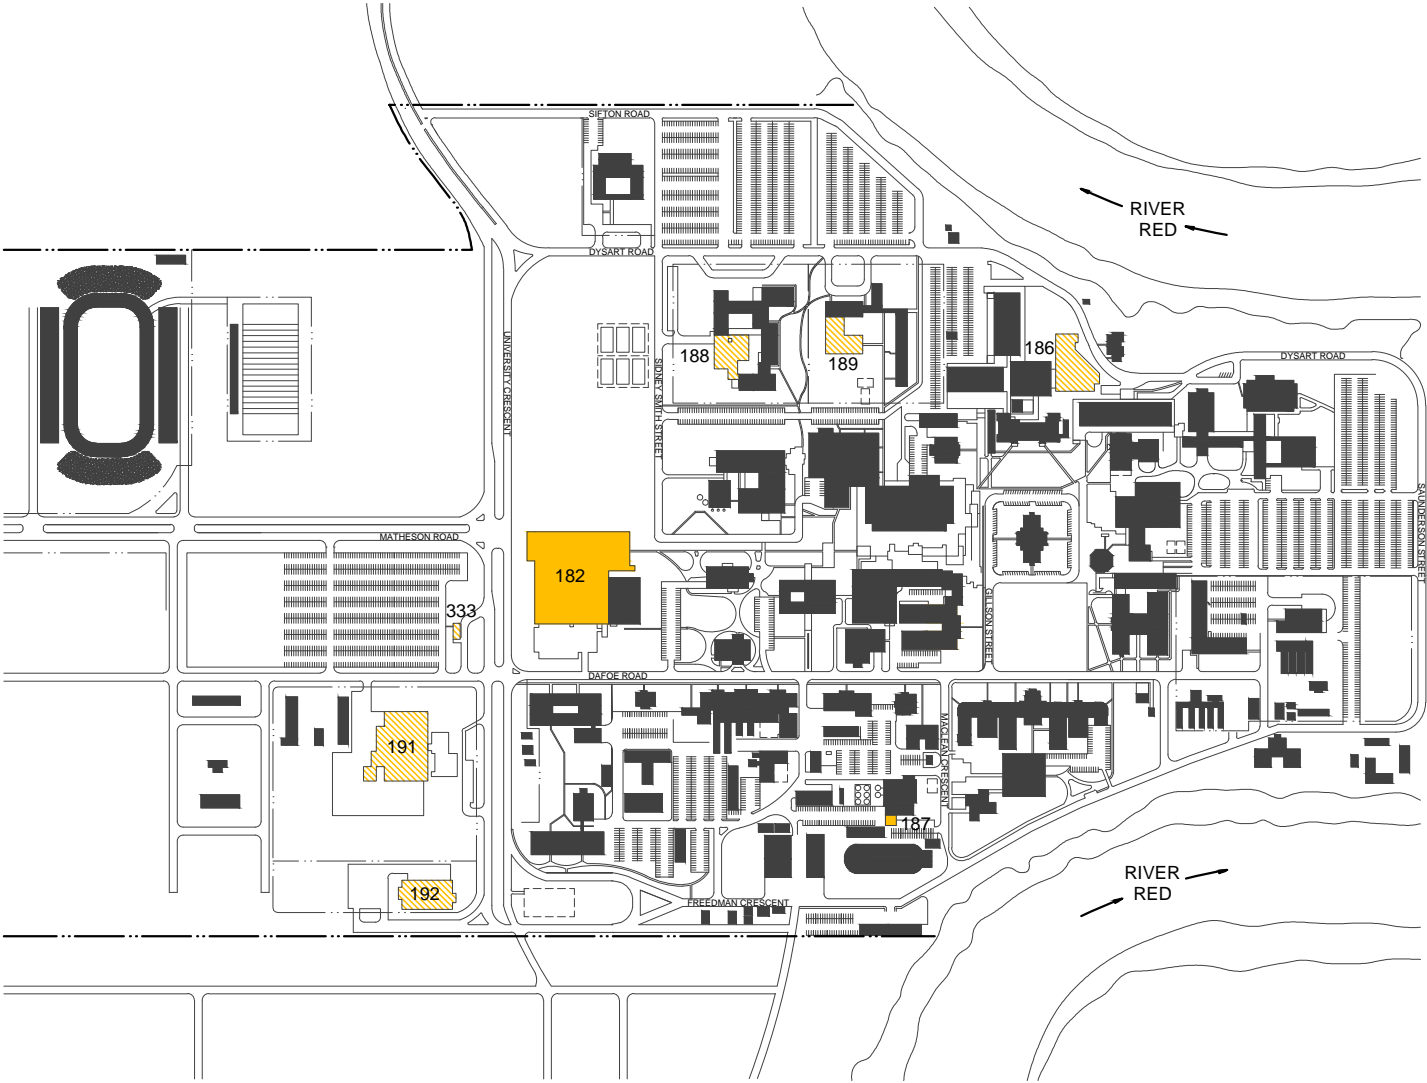 SIFTON ROAD
RIVER
RED
DYSART ROAD
UNIVERSITY CRESCENT
SIDNEY SMITH STREET
188
189
186
DYSART ROAD
SAUNDERSON STREET
MATHESON ROAD
182
333
GILLSON STREET
DAFOE ROAD
191
MACLEAN CRESCENT
187
192
FREEDMAN CRESCENT
RIVER
RED